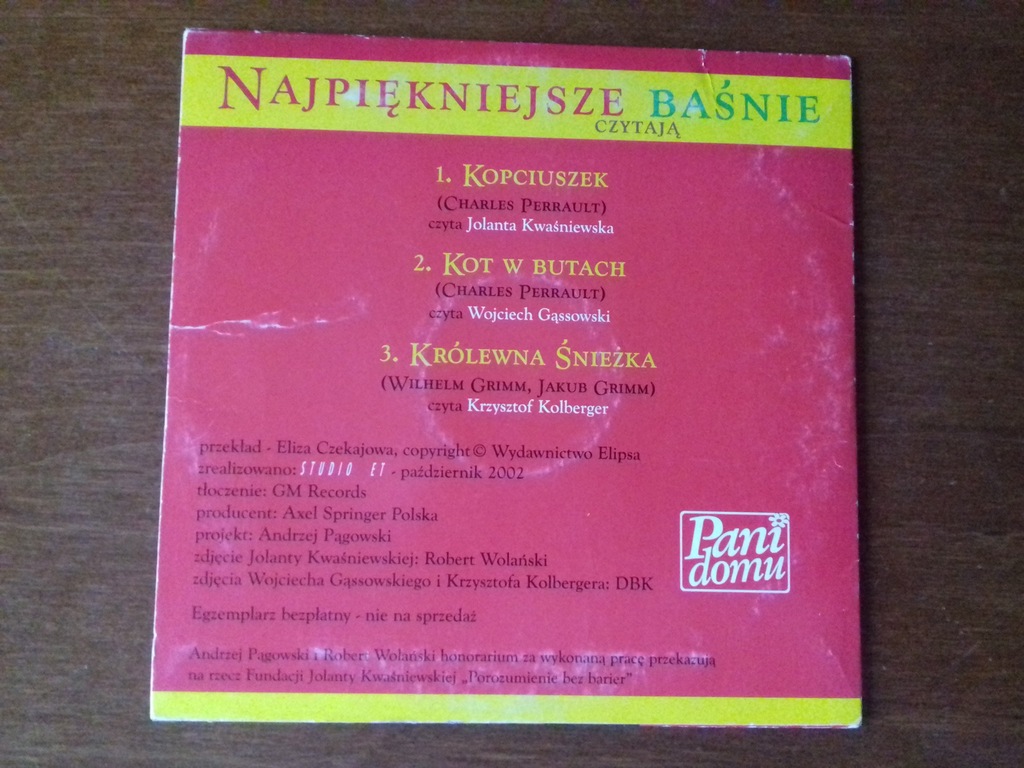 NAJPIĘKNIEJSZE BAŚNIE
CZYTAJĄ
1. KOPCIUSZEK
(CHARLES PERRAULT)
czyta Jolanta Kwaśniewska
2. KOT W BUTACH
(CHARLES PERRAULT)
czyta Wojciech Gąssowski
3. KRÓLEWNA ŚNIEŻKA
(WILHELM GRIMM, JAKUB GRIMM)
czyta Krzysztof Kolberger
przekład - Eliza Czekajowa, copyright © Wydawnictwo Elipsa
zrealizowano: STUDIO ET - październik 2002
tłoczenie: GM Records
producent: Axel Springer Polska
projekt: Andrzej Pągowski
zdjęcie Jolanty Kwaśniewskiej: Robert Wolański
zdjęcia Wojciecha Gąssowskiego i Krzysztofa Kolbergera: DBK
Egzemplarz bezpłatny - nie na sprzedaż
Andrzej Pągowski i Robert Wolański honorarium za wykonaną pracę przekazują
na rzecz Fundacji Jolanty Kwaśniewskiej „Porozumienie bez barier"
Pani
domu